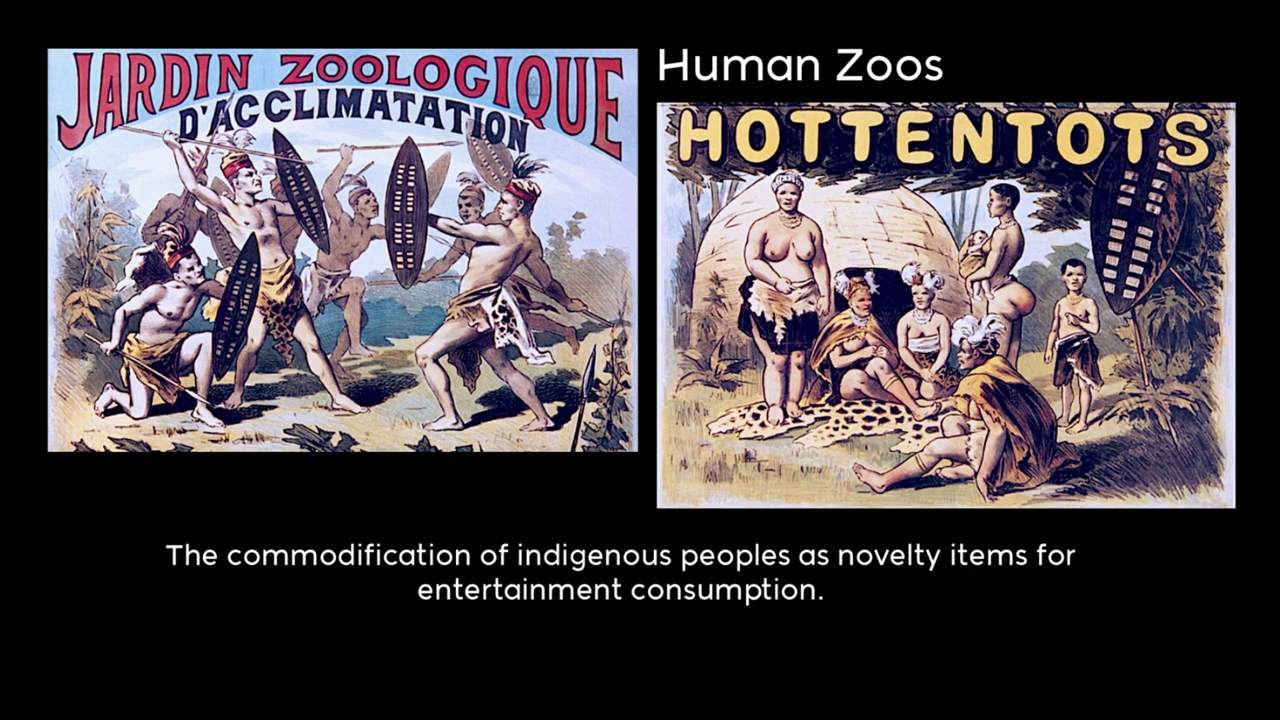 JARDIN ZOOLOGIQUE
D'ACCLIMATATION
Human Zoos
HOTTENTOTS
The commodification of indigenous peoples as novelty items for
entertainment consumption.